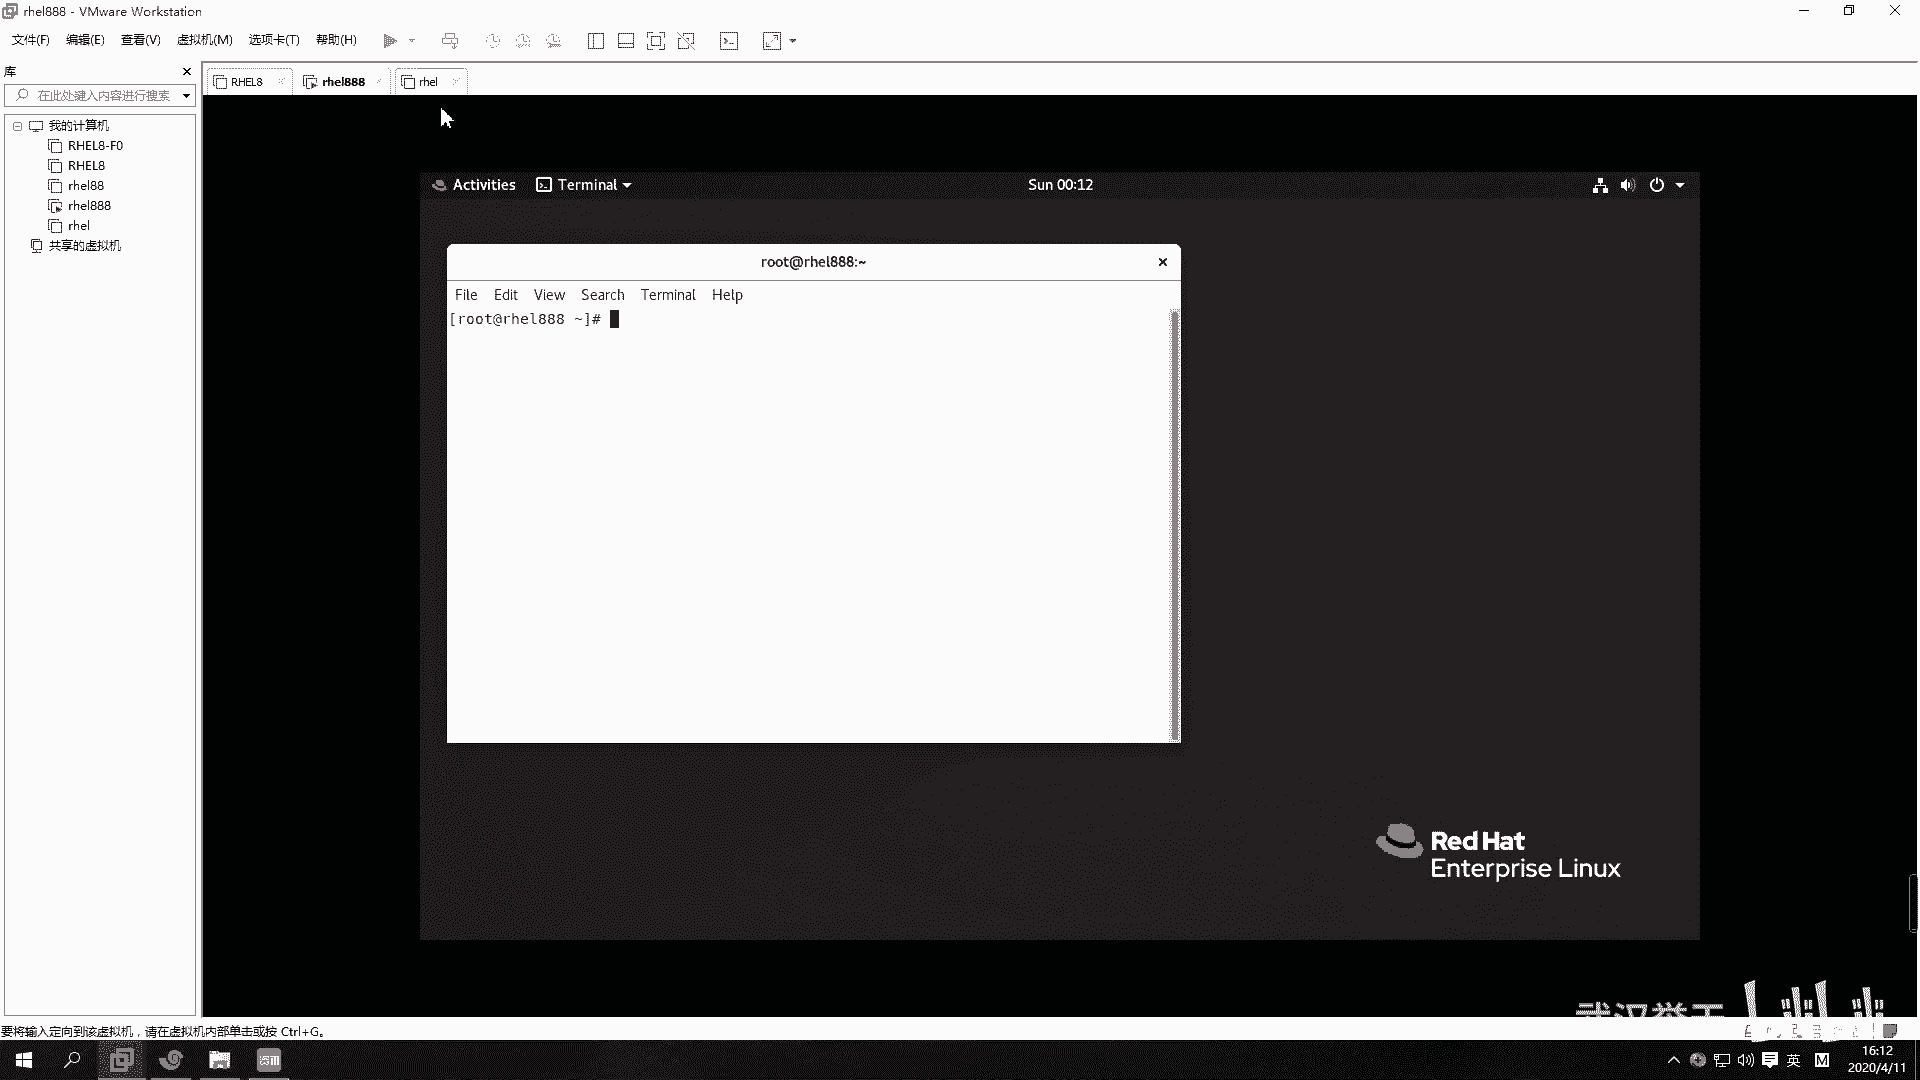 rhel888 - VMware Workstation
文件(F) 编辑(E) 查看(V) 虚拟机(M) 选项卡(T) 帮助(H)
库
在此处键入内容进行搜索
我的计算机
RHEL8-F0
RHEL8
rhel88
rhel888
rhel
共享的虚拟机
RHEL8 rhel888 rhel
Activities Terminal Sun 00:12
root@rhel888:~
File Edit View Search Terminal Help
[root@rhel888 ~]#
Red Hat
Enterprise Linux
要将输入定向到该虚拟机，请在虚拟机内部单击或按 Ctrl+G。
英 M
16:12
2020/4/11